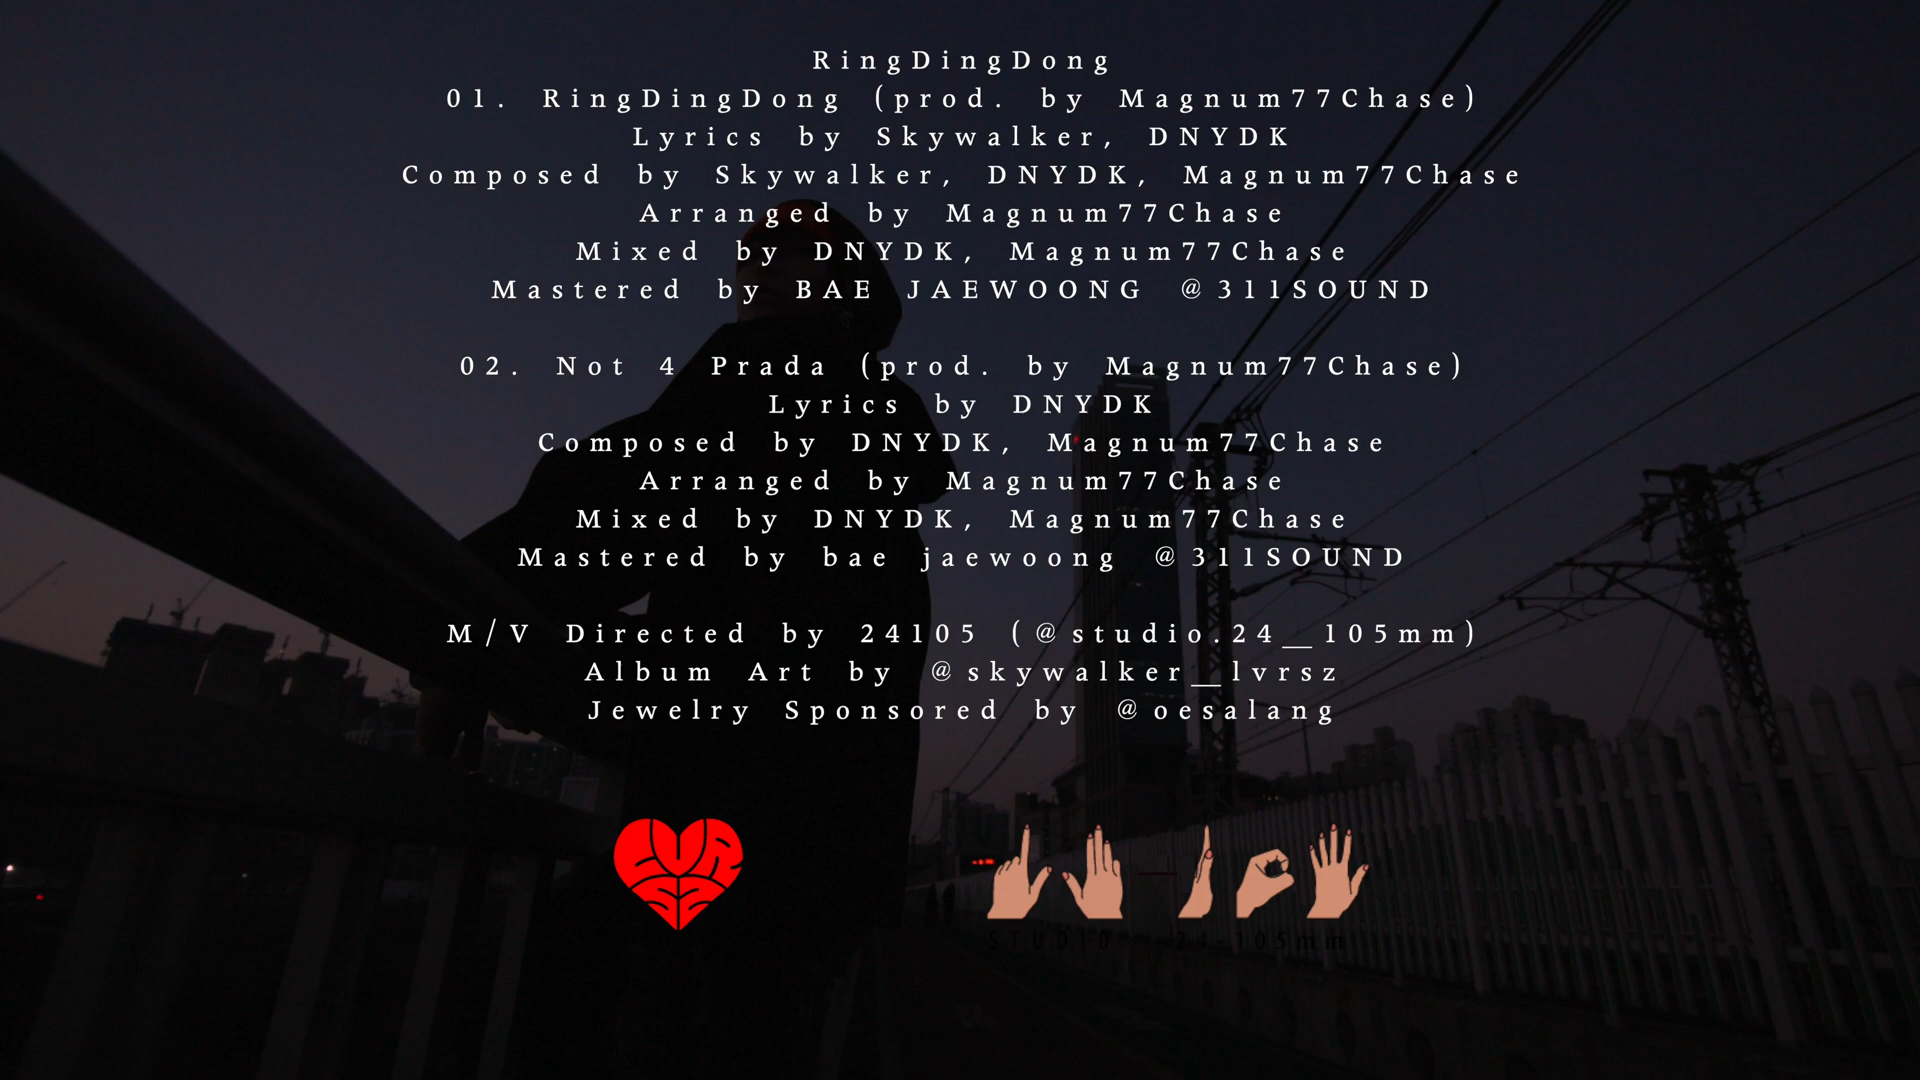 RingDingDong
01. RingDingDong (prod. by Magnum77Chase)
Lyrics by Skywalker, DNYDK
Composed by Skywalker, DNYDK, Magnum77Chase
Arranged by Magnum77Chase
Mixed by DNYDK, Magnum77Chase
Mastered by BAE JAEWOONG @311SOUND
02. Not 4 Prada (prod. by Magnum77Chase)
Lyrics by DNYDK
Composed by DNYDK, Magnum77Chase
Arranged by Magnum77Chase
Mixed by DNYDK, Magnum77Chase
Mastered by bae jaewoong @311SOUND
M/V Directed by 24105 (@studio.24_105mm)
Album Art by @skywalker_lvrsz
Jewelry Sponsored by @oesalang
STUDIO 24-105mm